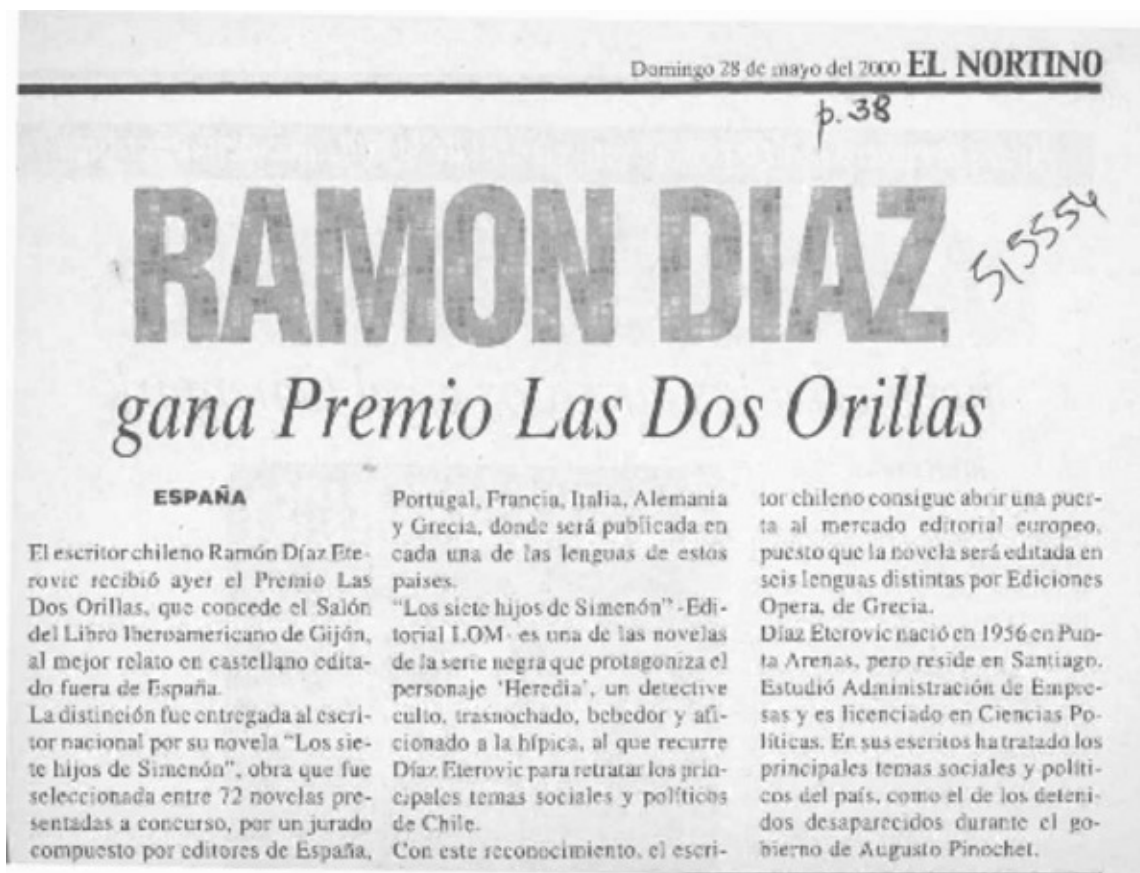 Domingo 28 de mayo del 2000 EL NORTINO
p. 38
515554
RAMON DIAZ
gana Premio Las Dos Orillas
ESPAÑA
El escritor chileno Ramón Díaz Ete-
rovic recibió ayer el Premio Las
Dos Orillas, que concede el Salón
del Libro Iberoamericano de Gijón,
al mejor relato en castellano edita-
do fuera de España.
La distinción fue entregada al escri-
tor nacional por su novela "Los sie-
te hijos de Simenón", obra que fue
seleccionada entre 72 novelas pre-
sentadas a concurso, por un jurado
compuesto por editores de España,
Portugal, Francia, Italia, Alemania
y Grecia, donde será publicada en
cada una de las lenguas de estos
países.
"Los siete hijos de Simenón" -Edi-
torial LOM- es una de las novelas
de la serie negra que protagoniza el
personaje 'Heredia', un detective
culto, trasnochado, bebedor y afi-
cionado a la hípica, al que recurre
Díaz Eterovic para retratar los prin-
cipales temas sociales y políticos
de Chile.
Con este reconocimiento, el escri-
tor chileno consigue abrir una puer-
ta al mercado editorial europeo,
puesto que la novela será editada en
seis lenguas distintas por Ediciones
Opera, de Grecia.
Díaz Eterovic nació en 1956 en Pun-
ta Arenas, pero reside en Santiago.
Estudió Administración de Empre-
sas y es licenciado en Ciencias Po-
líticas. En sus escritos ha tratado los
principales temas sociales y políti-
cos del país, como el de los deteni-
dos desaparecidos durante el go-
bierno de Augusto Pinochet.